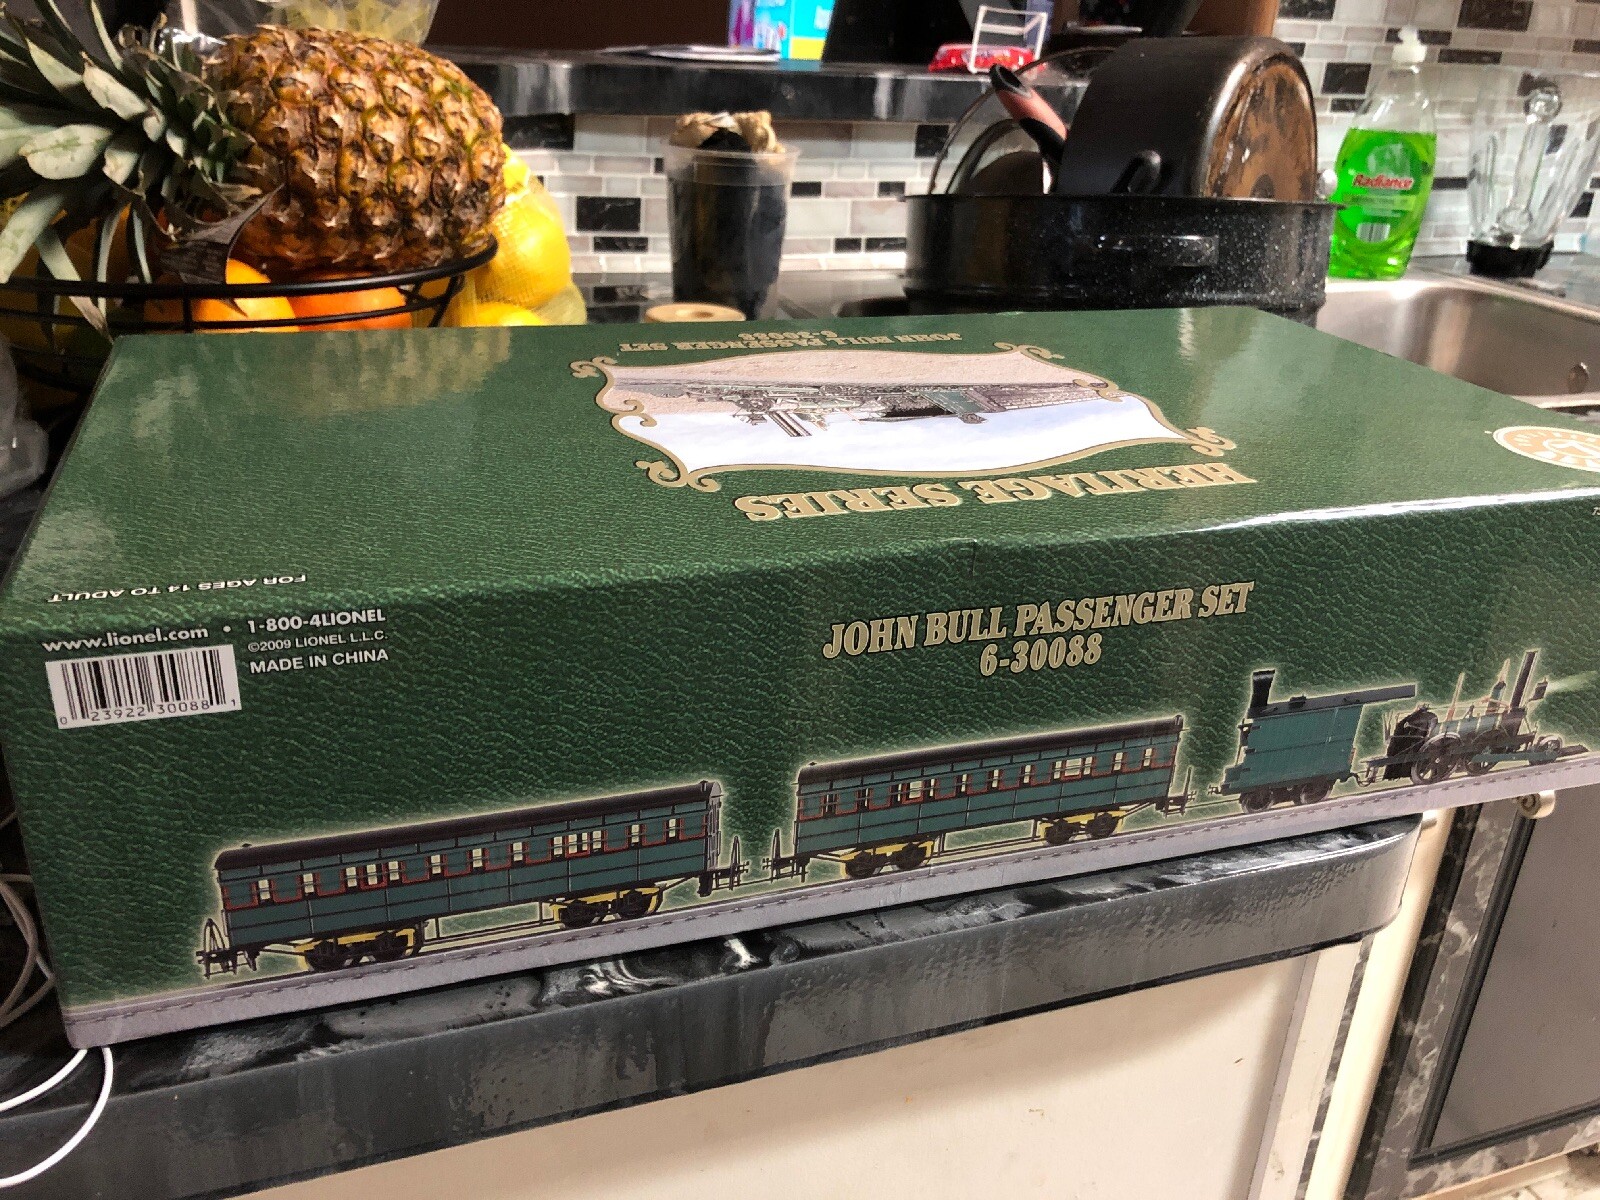 JOHN BULL PASSENGER SET
6-30088
HERITAGE SERIES
FOR AGES 14 TO ADULT
www.lionel.com • 1-800-4LIONEL
©2009 LIONEL L.L.C.
MADE IN CHINA
0 23922 30088 1
JOHN BULL PASSENGER SET
6-30088
Radiance